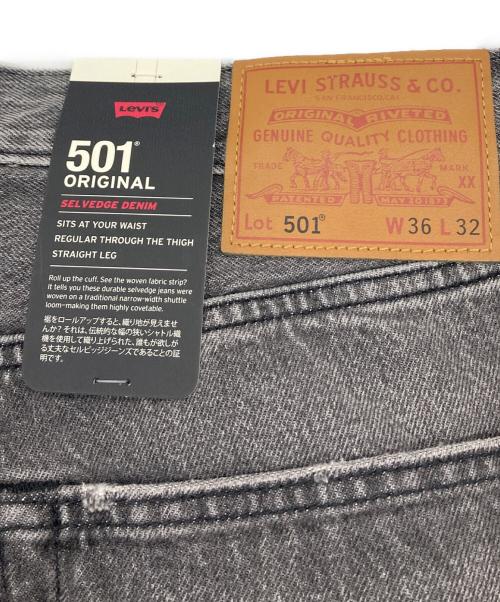 Levi's
501®
ORIGINAL
SELVEDGE DENIM
SITS AT YOUR WAIST
REGULAR THROUGH THE THIGH
STRAIGHT LEG
Roll up the cuff. See the woven fabric strip?
It tells you these durable selvedge jeans were
woven on a traditional narrow-width shuttle
loom—making them highly covetable.
裾をロールアップすると、織り地が見えませ
んか？それは、伝統的な幅の狭いシャトル織
機を使用して織り上げられた、誰もが欲しが
る丈夫なセルビッジジーンズであることの証
明です。
LEVI STRAUSS & CO.
SAN FRANCISCO, CAL.
ORIGINAL RIVETED
GENUINE QUALITY CLOTHING
TRADE MARK
XX
PATENTED MAY 20 1873
Lot 501® W 36 L 32